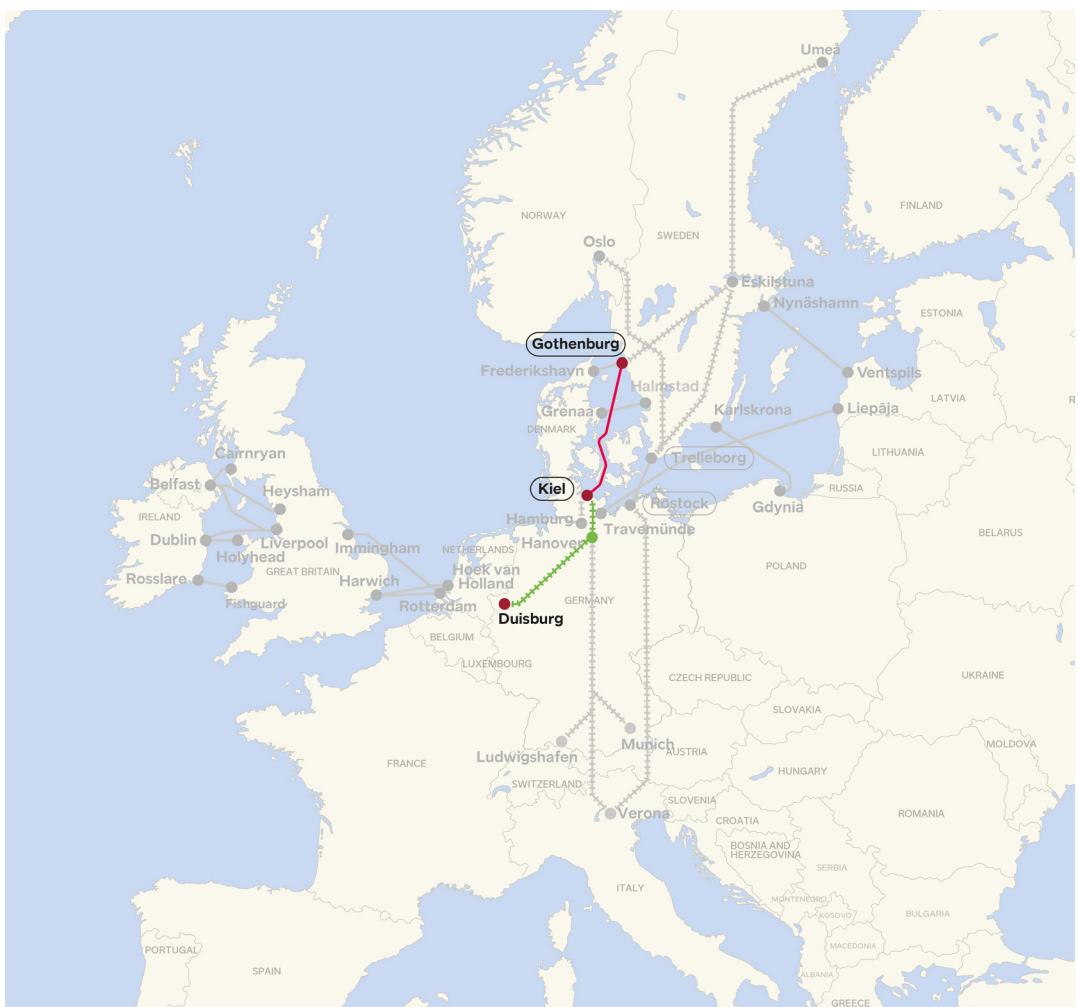 Umeå
FINLAND
NORWAY
SWEDEN
Oslo
Eskilstuna
Nynäshamn
ESTONIA
Gothenburg
Frederikshavn
Ventspils
Halmstad
LATVIA
Grenaa
Karlskrona
Liepāja
DENMARK
LITHUANIA
Cairnryan
Trelleborg
Belfast
Heysham
Kiel
RUSSIA
Rostock
Gdynia
IRELAND
Hamburg
Travemünde
BELARUS
Dublin
Liverpool
Hanover
Holyhead
Immingham
NETHERLANDS
POLAND
GREAT BRITAIN
Hoek van
Holland
Rosslare
Harwich
Fishguard
Rotterdam
GERMANY
Duisburg
BELGIUM
LUXEMBOURG
CZECH REPUBLIC
UKRAINE
SLOVAKIA
Munich
MOLDOVA
AUSTRIA
Ludwigshafen
FRANCE
HUNGARY
SWITZERLAND
SLOVENIA
Verona
CROATIA
ROMANIA
BOSNIA AND
HERZEGOVINA
SERBIA
ITALY
MONTENEGRO
KOSOVO
BULGARIA
PORTUGAL
MACEDONIA
SPAIN
ALBANIA
GREECE